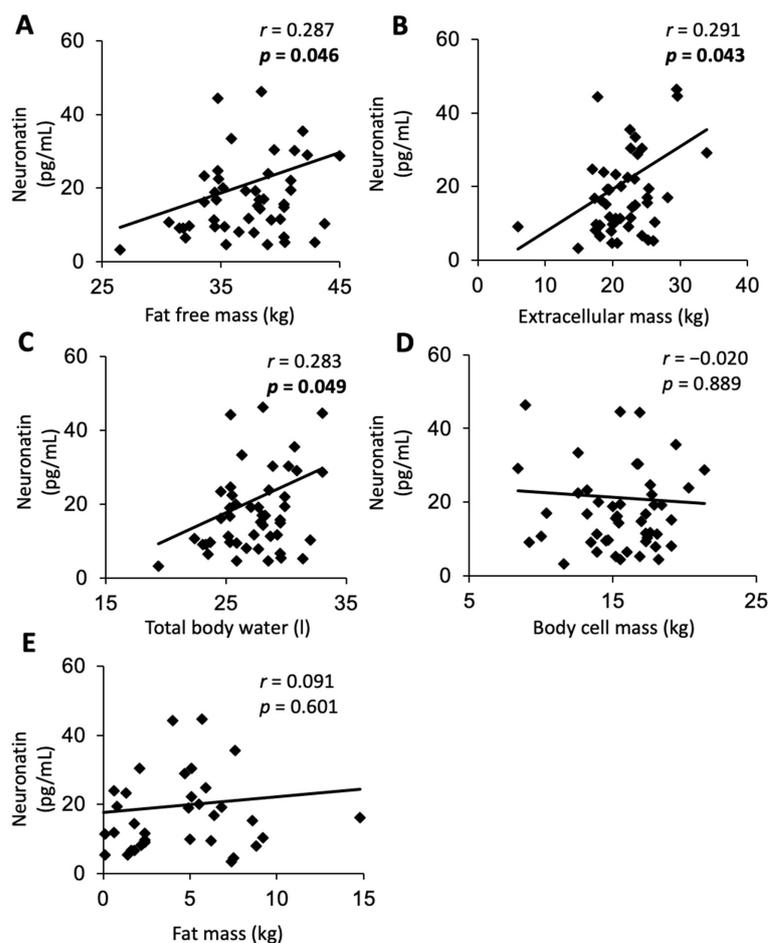 A
r = 0.287
p = 0.046
Neuronatin
(pg/mL)
60
40
20
0
25
35
45
Fat free mass (kg)
B
r = 0.291
p = 0.043
Neuronatin
(pg/mL)
60
40
20
0
0
10
20
30
40
Extracellular mass (kg)
C
r = 0.283
p = 0.049
Neuronatin
(pg/mL)
60
40
20
0
15
25
35
Total body water (l)
D
r = −0.020
p = 0.889
Neuronatin
(pg/mL)
60
40
20
0
5
15
25
Body cell mass (kg)
E
r = 0.091
p = 0.601
Neuronatin
(pg/mL)
60
40
20
0
0
5
10
15
Fat mass (kg)